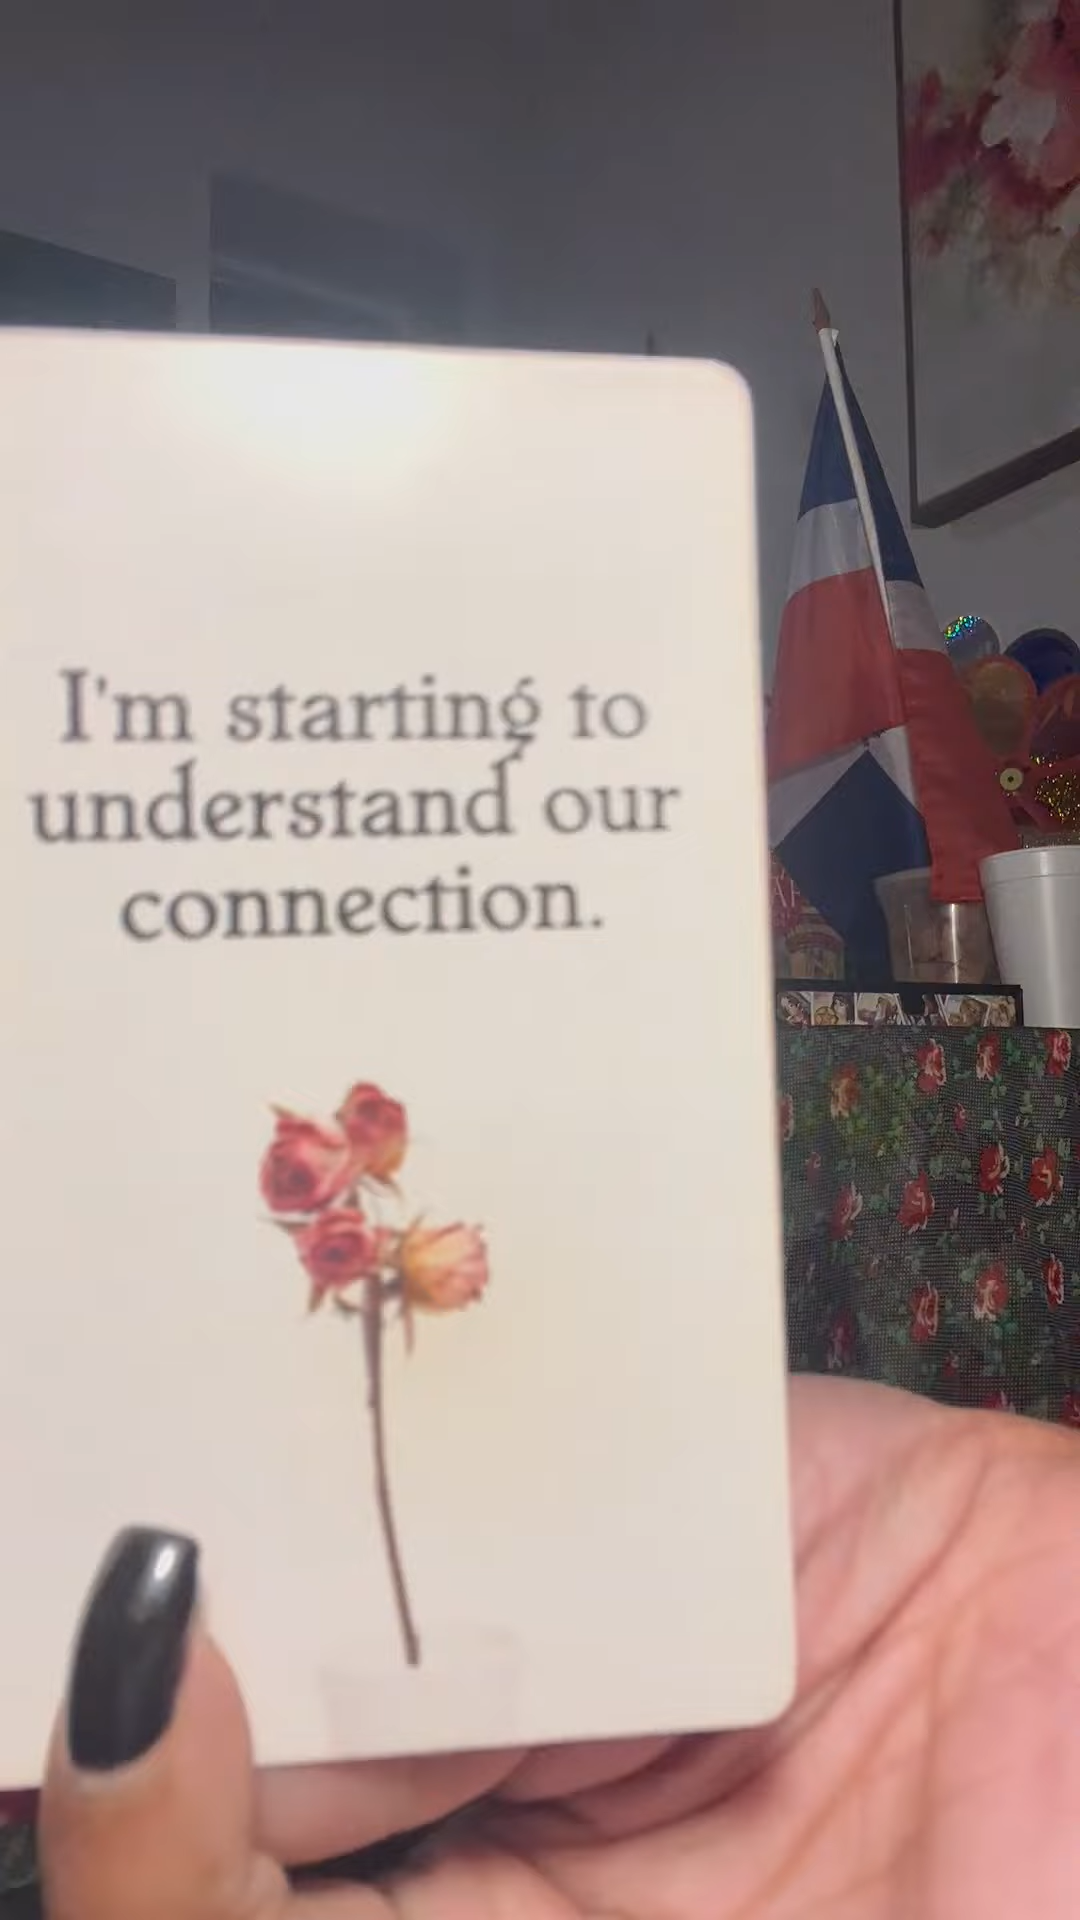 I'm starting to
understand our
connection.